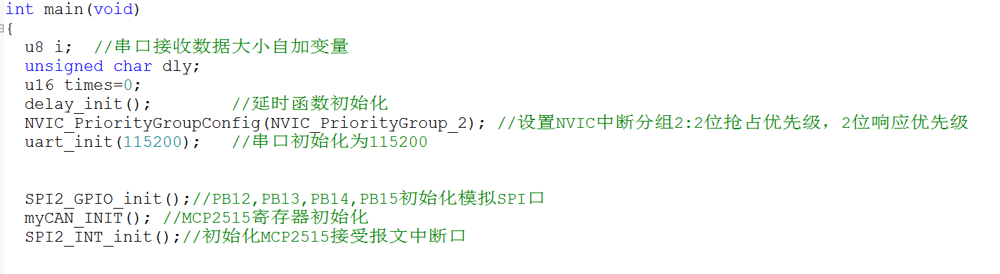 int main(void)
{
u8 i;  //串口接收数据大小自加变量
unsigned char dly;
u16 times=0;
delay_init();        //延时函数初始化
NVIC_PriorityGroupConfig(NVIC_PriorityGroup_2); //设置NVIC中断分组2:2位抢占优先级，2位响应优先级
uart_init(115200);   //串口初始化为115200
SPI2_GPIO_init();//PB12,PB13,PB14,PB15初始化模拟SPI口
myCAN_INIT(); //MCP2515寄存器初始化
SPI2_INT_init();//初始化MCP2515接受报文中断口